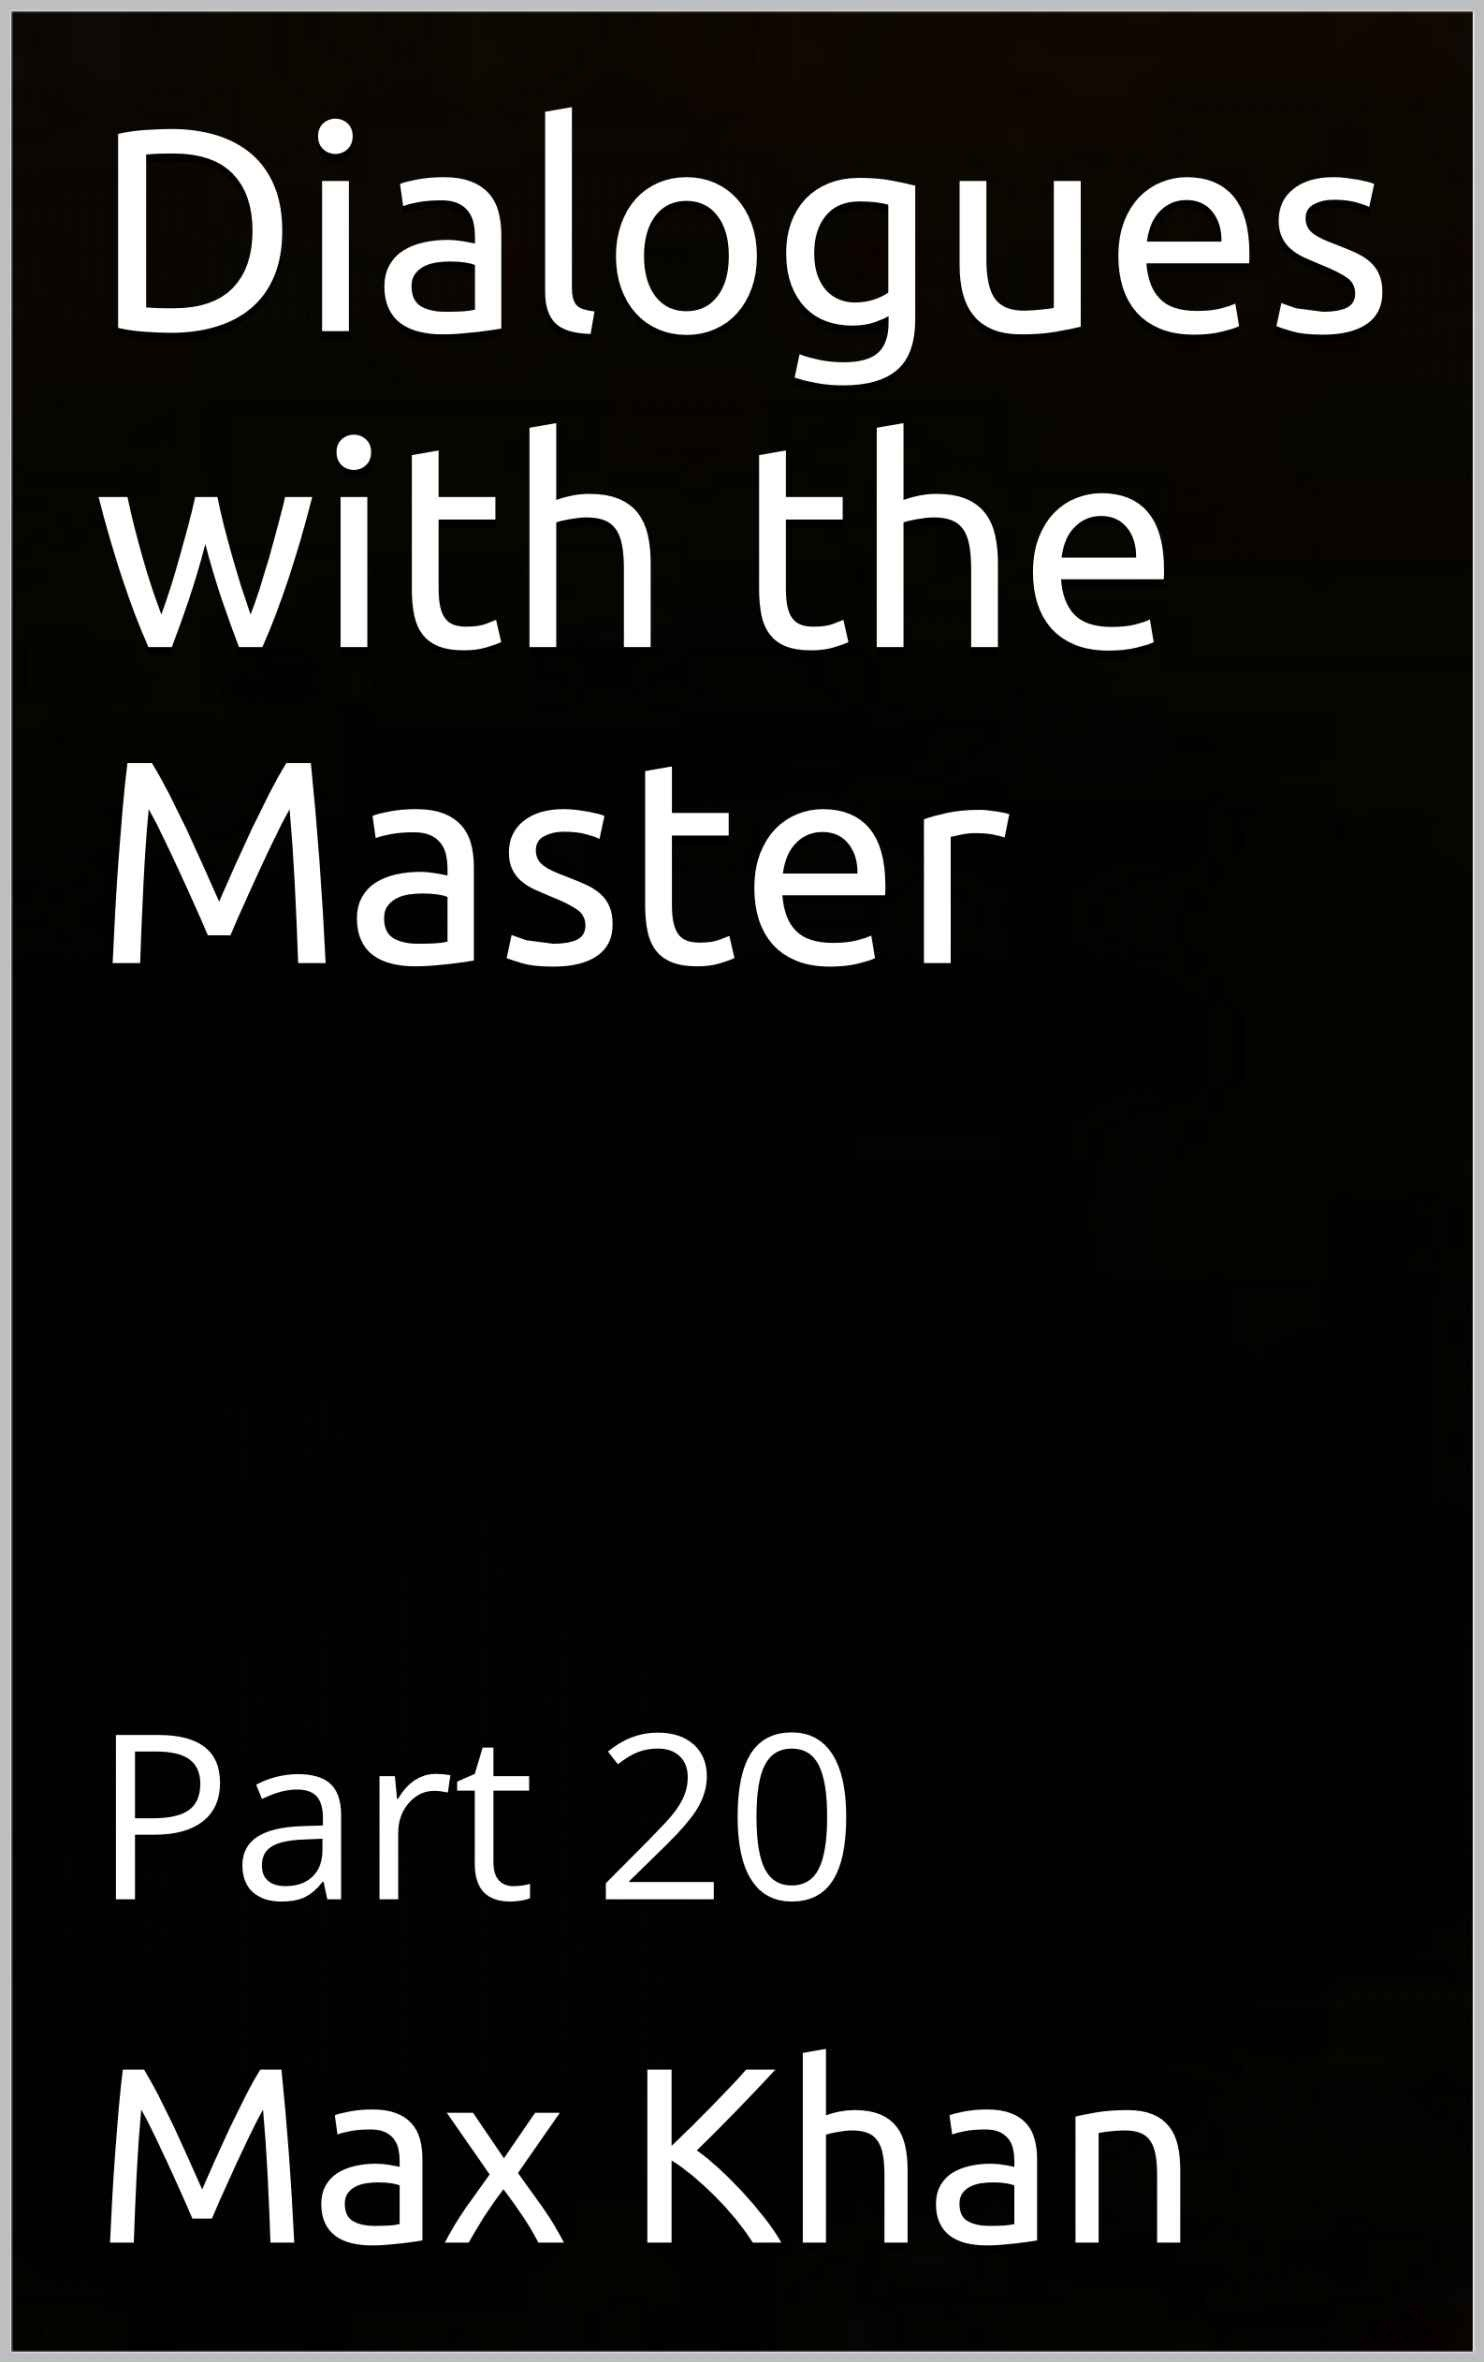 Dialogues
with the
Master
Part 20
Max Khan